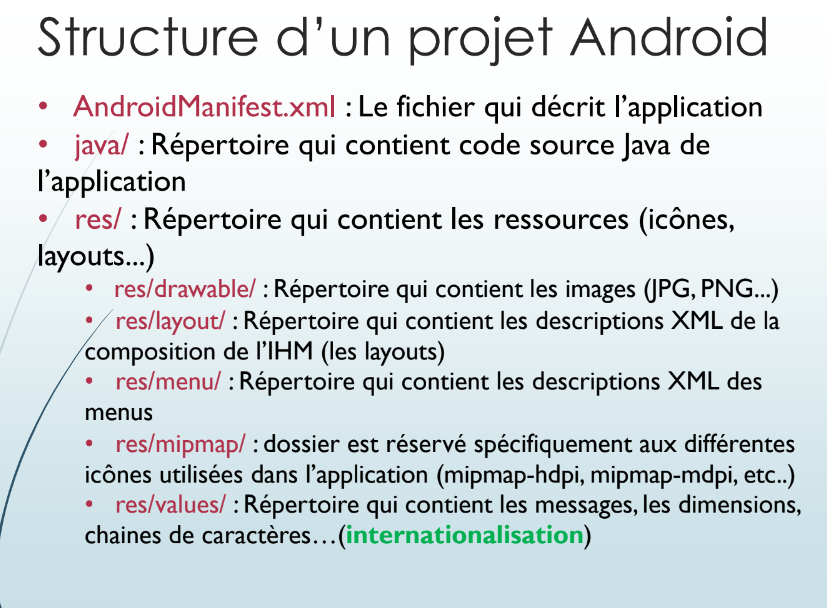 Structure d’un projet Android
• AndroidManifest.xml : Le fichier qui décrit l’application
• java/ : Répertoire qui contient code source Java de
l’application
• res/ : Répertoire qui contient les ressources (icônes,
layouts...)
• res/drawable/ : Répertoire qui contient les images (JPG, PNG...)
• res/layout/ : Répertoire qui contient les descriptions XML de la
composition de l’IHM (les layouts)
• res/menu/ : Répertoire qui contient les descriptions XML des
menus
• res/mipmap/ : dossier est réservé spécifiquement aux différentes
icônes utilisées dans l’application (mipmap-hdpi, mipmap-mdpi, etc..)
• res/values/ : Répertoire qui contient les messages, les dimensions,
chaines de caractères…(internationalisation)